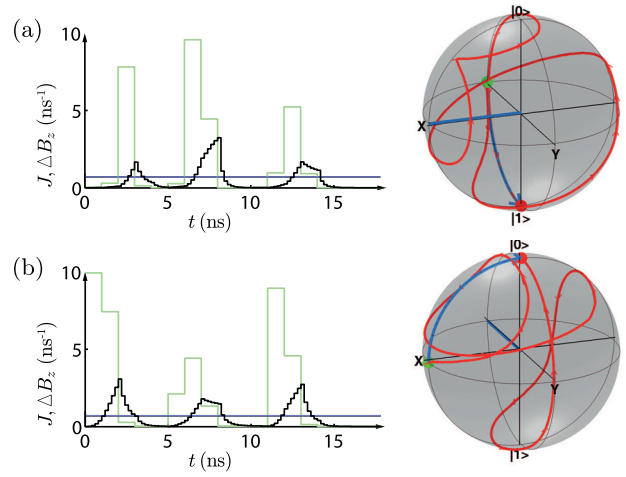 (a)
10
5
0
J, ΔB_z (ns⁻¹)
0 5 10 15
t (ns)
|0>
X
Y
|1>
(b)
10
5
0
J, ΔB_z (ns⁻¹)
0 5 10 15
t (ns)
|0>
X
Y
|1>